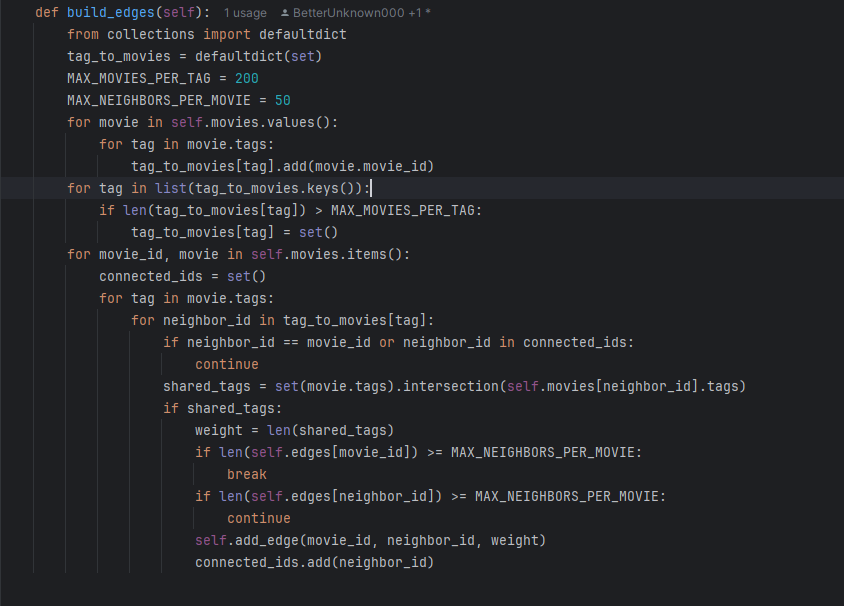 def build_edges(self): 1 usage BetterUnknown000 +1 *
    from collections import defaultdict
    tag_to_movies = defaultdict(set)
    MAX_MOVIES_PER_TAG = 200
    MAX_NEIGHBORS_PER_MOVIE = 50
    for movie in self.movies.values():
        for tag in movie.tags:
            tag_to_movies[tag].add(movie.movie_id)
    for tag in list(tag_to_movies.keys()):
        if len(tag_to_movies[tag]) > MAX_MOVIES_PER_TAG:
            tag_to_movies[tag] = set()
    for movie_id, movie in self.movies.items():
        connected_ids = set()
        for tag in movie.tags:
            for neighbor_id in tag_to_movies[tag]:
                if neighbor_id == movie_id or neighbor_id in connected_ids:
                    continue
                shared_tags = set(movie.tags).intersection(self.movies[neighbor_id].tags)
                if shared_tags:
                    weight = len(shared_tags)
                    if len(self.edges[movie_id]) >= MAX_NEIGHBORS_PER_MOVIE:
                        break
                    if len(self.edges[neighbor_id]) >= MAX_NEIGHBORS_PER_MOVIE:
                        continue
                    self.add_edge(movie_id, neighbor_id, weight)
                    connected_ids.add(neighbor_id)